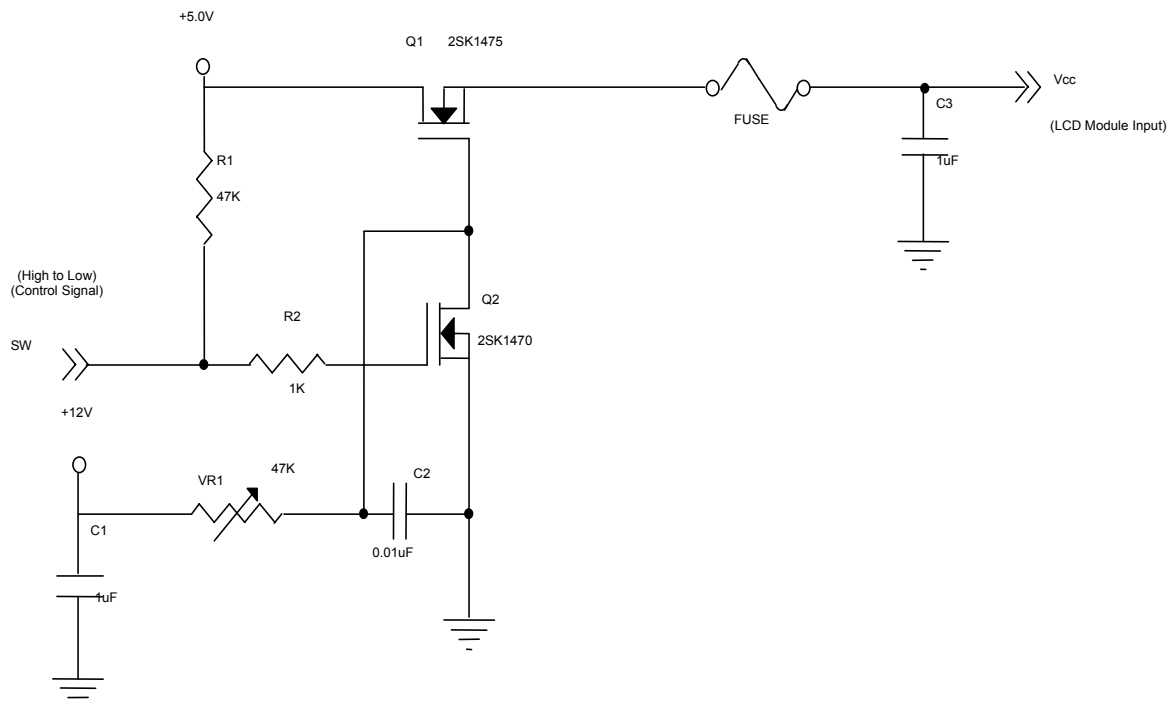 +5.0V
Q1 2SK1475
Vcc
C3
FUSE
(LCD Module Input)
R1
1uF
47K
(High to Low)
(Control Signal)
Q2
R2
2SK1470
SW
1K
+12V
47K
C2
VR1
C1
0.01uF
1uF